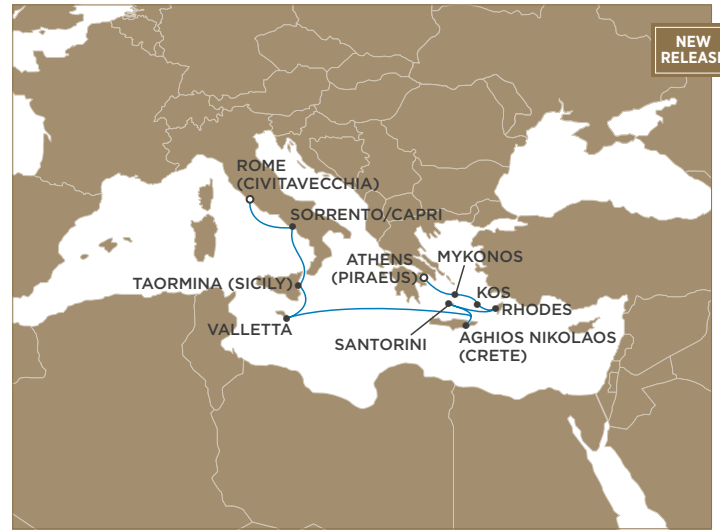 NEW
RELEASE
ROME
(CIVITAVECCHIA)
SORRENTO/CAPRI
ATHENS
(PIRAEUS)
MYKONOS
KOS
TAORMINA (SICILY)
RHODES
VALLETTA
SANTORINI
AGHIOS NIKOLAOS
(CRETE)